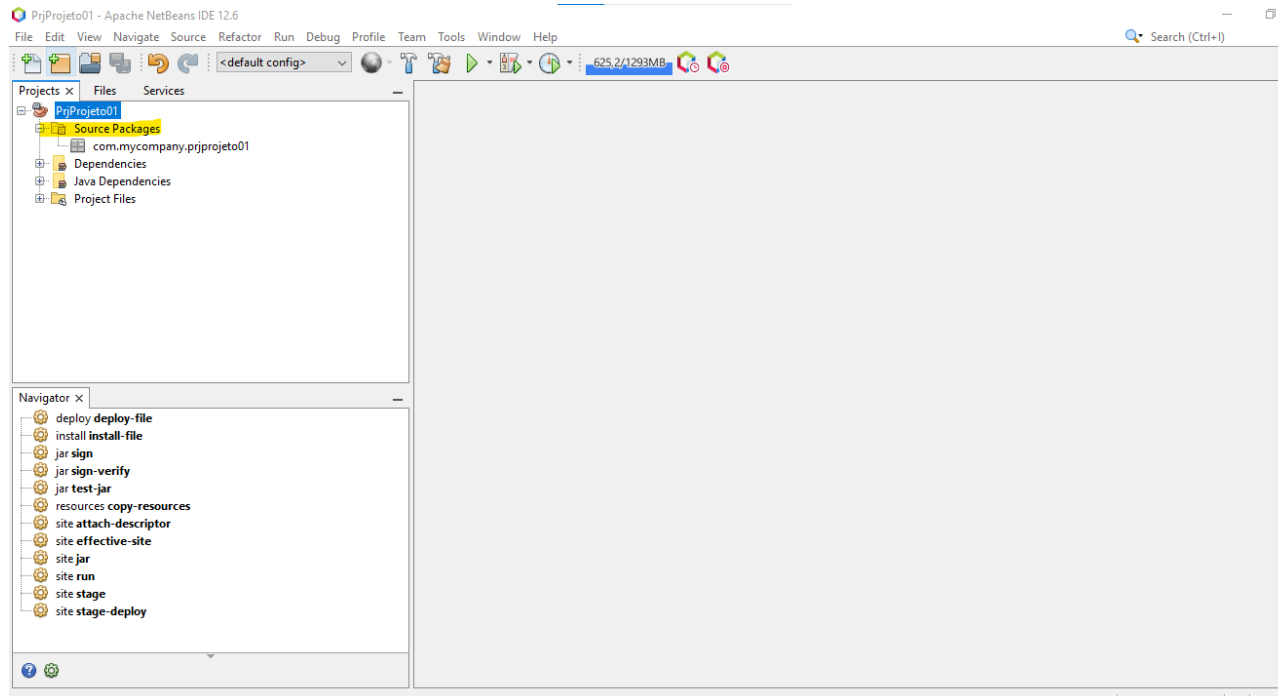 PrjProjeto01 - Apache NetBeans IDE 12.6
File Edit View Navigate Source Refactor Run Debug Profile Team Tools Window Help
Search (Ctrl+I)
<default config>
625,2/1293MB
Projects Files Services
PrjProjeto01
Source Packages
com.mycompany.prjprojeto01
Dependencies
Java Dependencies
Project Files
Navigator
deploy deploy-file
install install-file
jar sign
jar sign-verify
jar test-jar
resources copy-resources
site attach-descriptor
site effective-site
site jar
site run
site stage
site stage-deploy